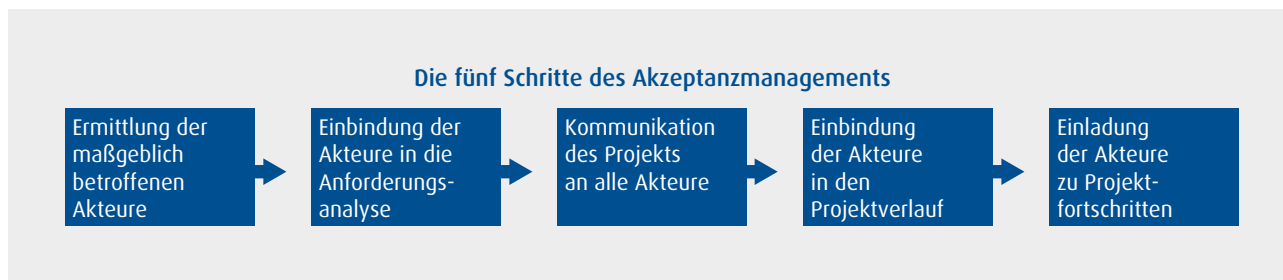 Die fünf Schritte des Akzeptanzmanagements
Ermittlung der
maßgeblich
betroffenen
Akteure
Einbindung der
Akteure in die
Anforderungs-
analyse
Kommunikation
des Projekts
an alle Akteure
Einbindung
der Akteure
in den
Projektverlauf
Einladung
der Akteure
zu Projekt-
fortschritten